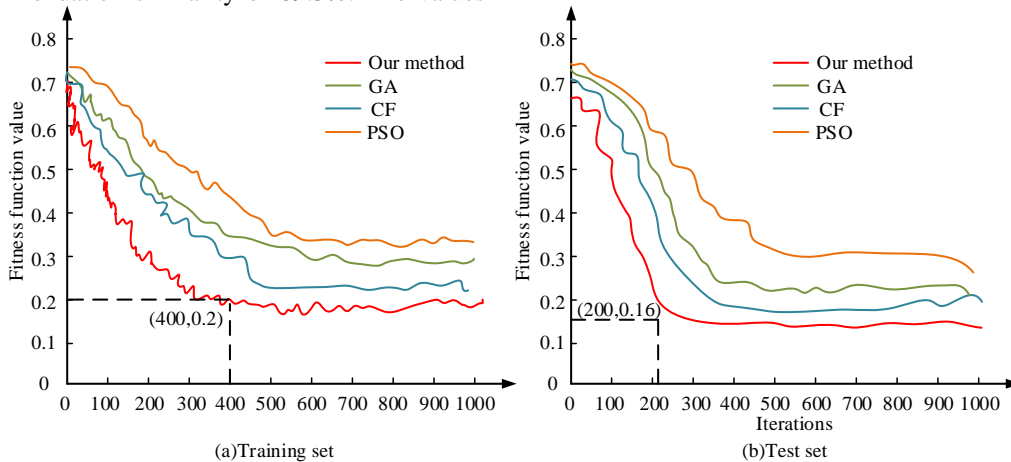 0.8
0.7
0.6
0.5
0.4
0.3
0.2
0.1
0
Fitness function value
Our method
GA
CF
PSO
(400,0.2)
0 100 200 300 400 500 600 700 800 900 1000
(a)Training set
0.8
0.7
0.6
0.5
0.4
0.3
0.2
0.1
0
Fitness function value
Our method
GA
CF
PSO
(200,0.16)
0 100 200 300 400 500 600 700 800 900 1000
Iterations
(b)Test set